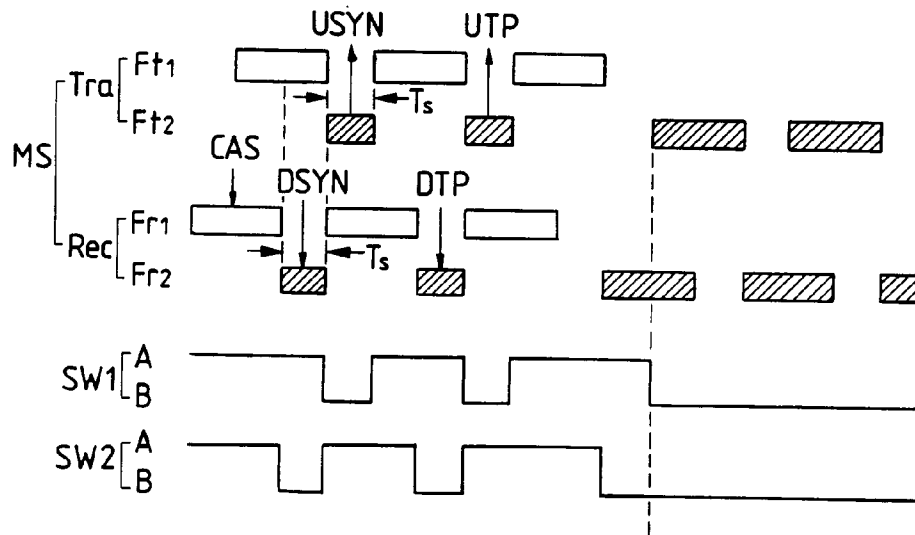 USYN UTP
Ft1
Tra
Ts
Ft2
MS
CAS
DSYN DTP
Fr1
Rec
Ts
Fr2
A
SW1
B
A
SW2
B